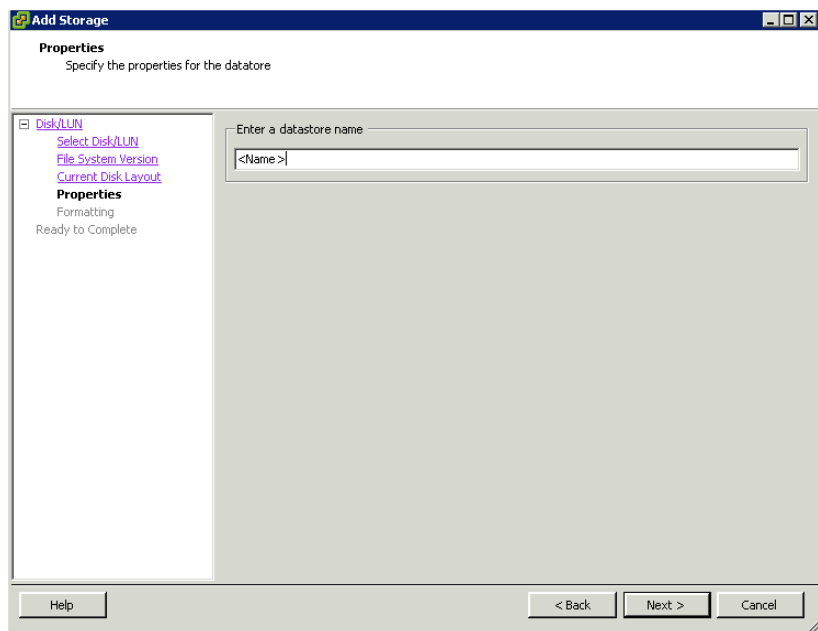 Add Storage
Properties
Specify the properties for the datatore
Disk/LUN
Select Disk/LUN
File System Version
Current Disk Layout
Properties
Formatting
Ready to Complete
Enter a datastore name
<Name>
Help
< Back
Next >
Cancel